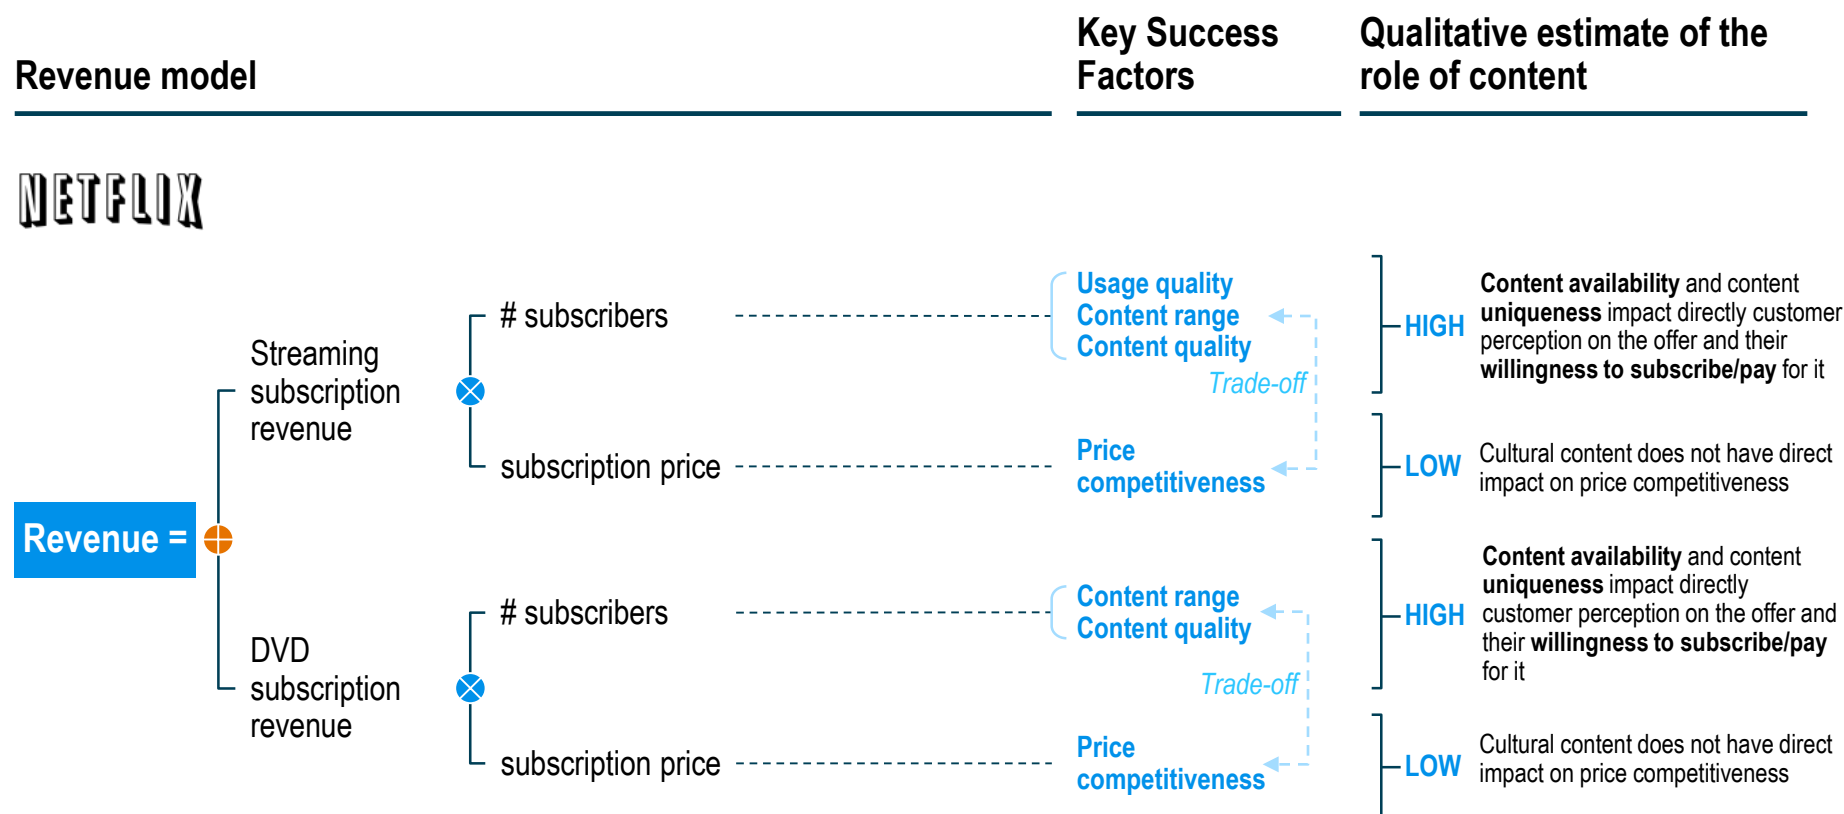 Revenue model
Key Success
Factors
Qualitative estimate of the
role of content
NETFLIX
Revenue =
Streaming
subscription
revenue
# subscribers
Usage quality
Content range
Content quality
Trade-off
HIGH
Content availability and content
uniqueness impact directly customer
perception on the offer and their
willingness to subscribe/pay for it
subscription price
Price
competitiveness
LOW
Cultural content does not have direct
impact on price competitiveness
DVD
subscription
revenue
# subscribers
Content range
Content quality
Trade-off
HIGH
Content availability and content
uniqueness impact directly
customer perception on the offer and
their willingness to subscribe/pay
for it
subscription price
Price
competitiveness
LOW
Cultural content does not have direct
impact on price competitiveness